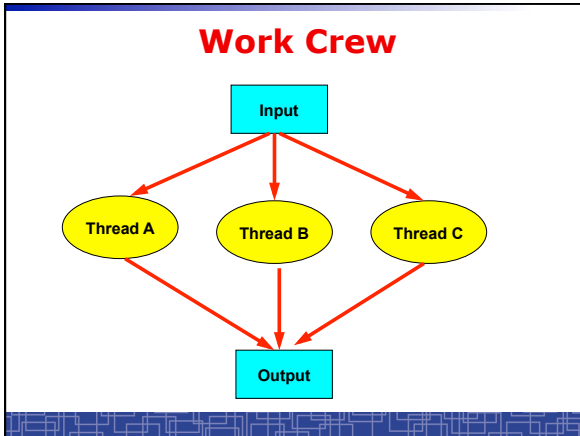 Work Crew
Input
Thread A
Thread B
Thread C
Output